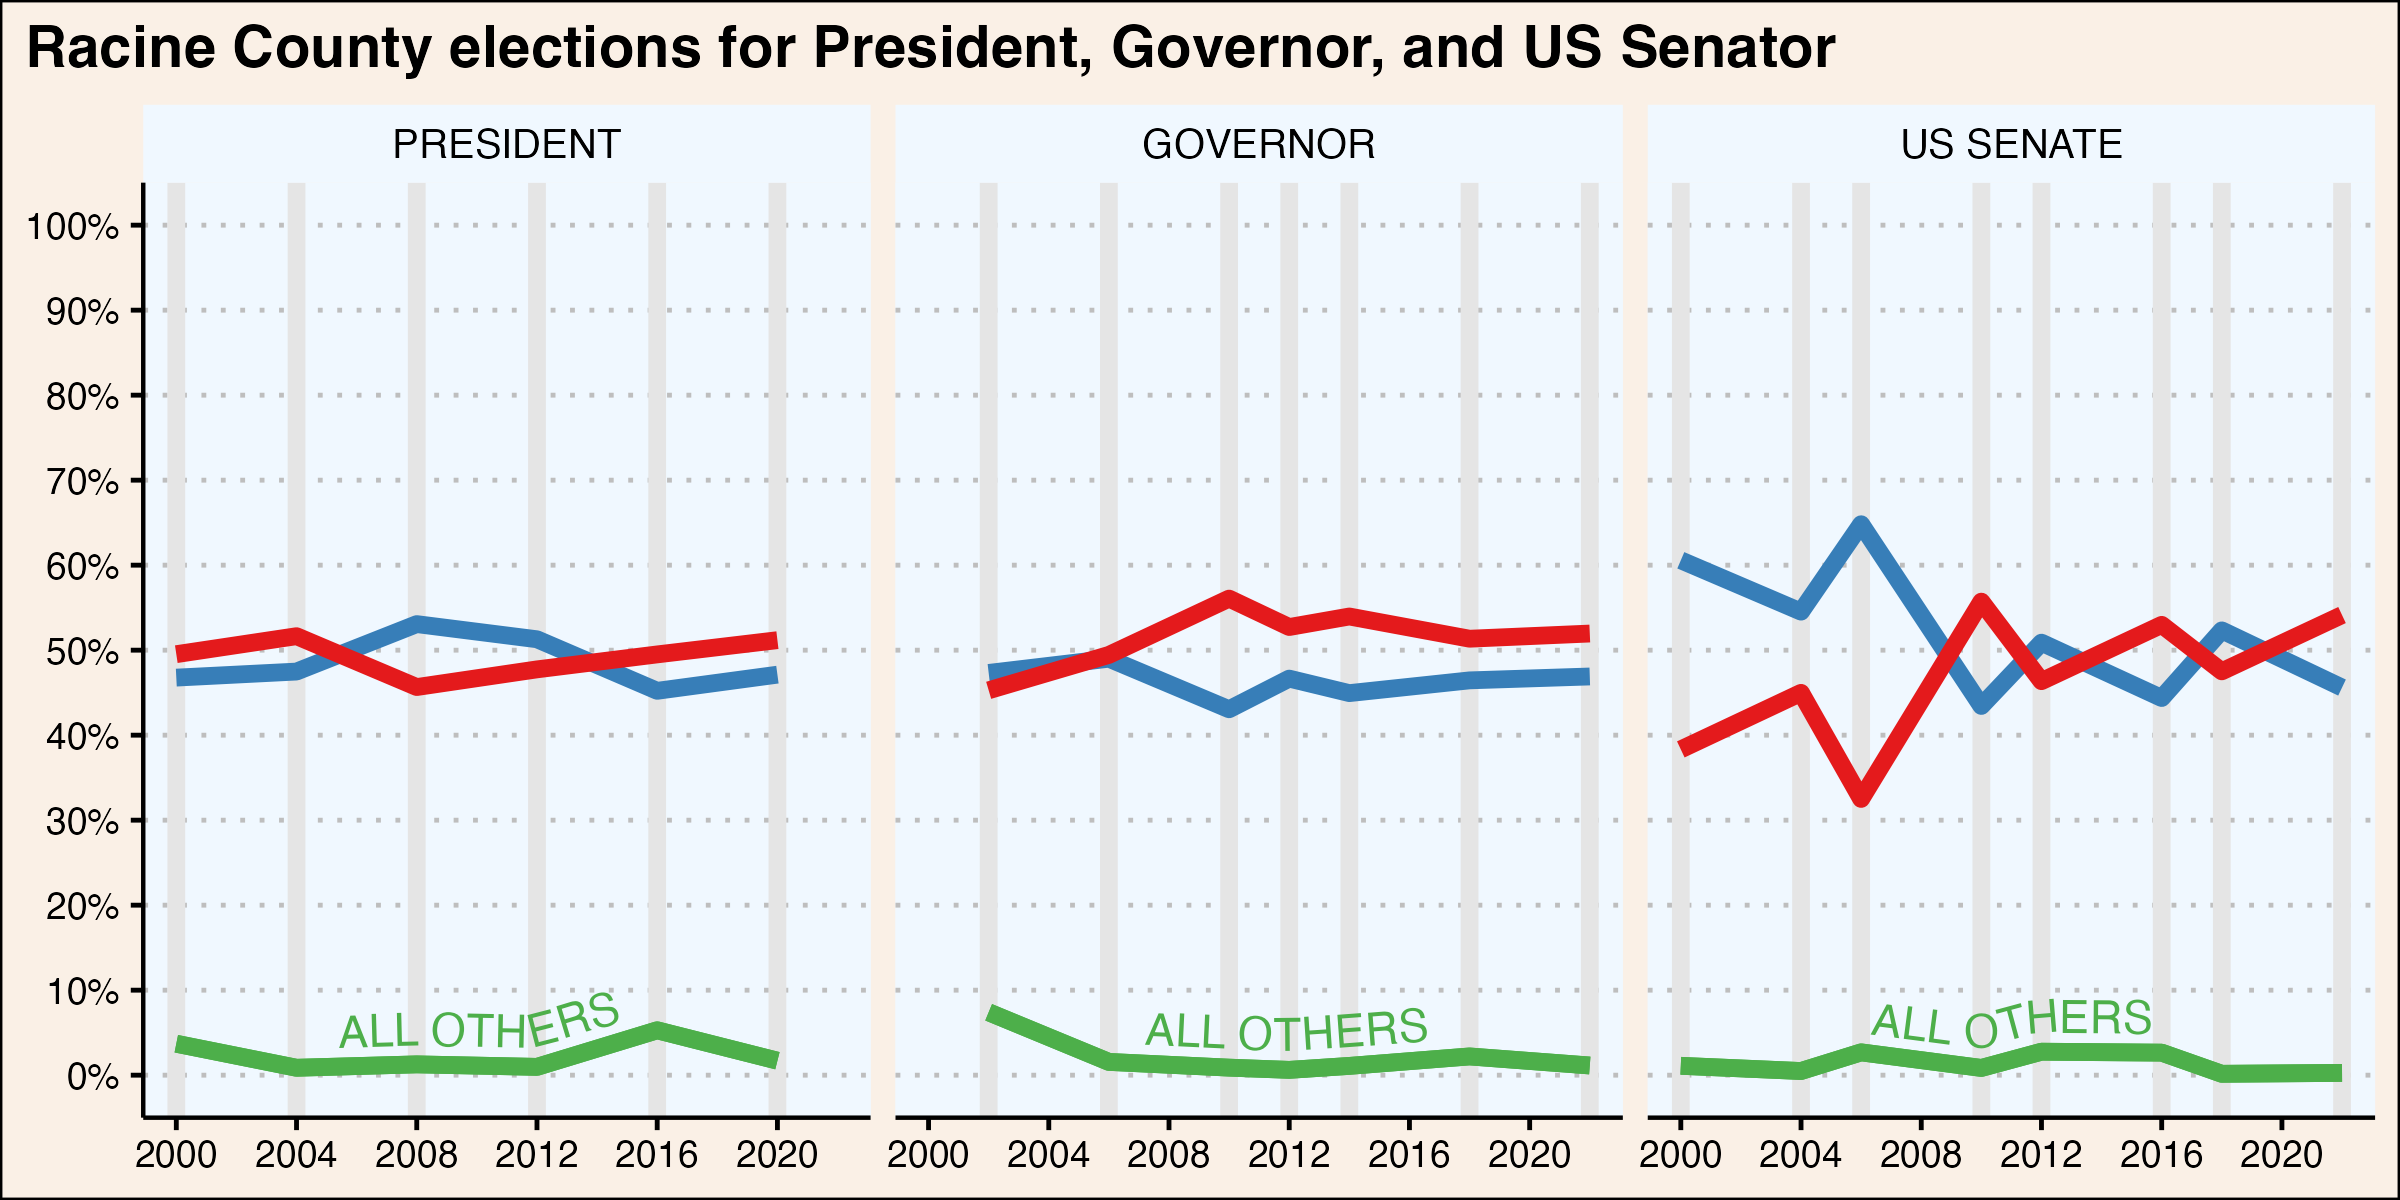 Racine County elections for President, Governor, and US Senator
PRESIDENT GOVERNOR US SENATE
100%
90%
80%
70%
60%
50%
40%
30%
20%
10%
0%
ALL OTHERS ALL OTHERS ALL OTHERS
2000 2004 2008 2012 2016 2020 2000 2004 2008 2012 2016 2020 2000 2004 2008 2012 2016 2020